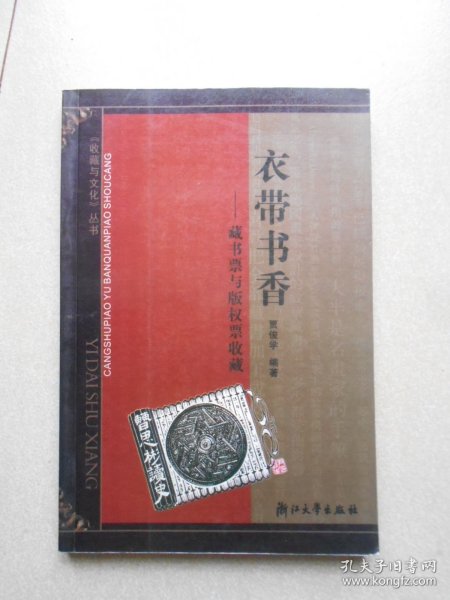 《收藏与文化》丛书
CANGSHUPIAO YU BANQUANPIAO SHOUCANG
YI DAI SHU XIANG
衣带书香
——藏书票与版权票收藏
贾俊学 编著
浙江大学出版社
孔夫子旧书网
www.kongfz.com